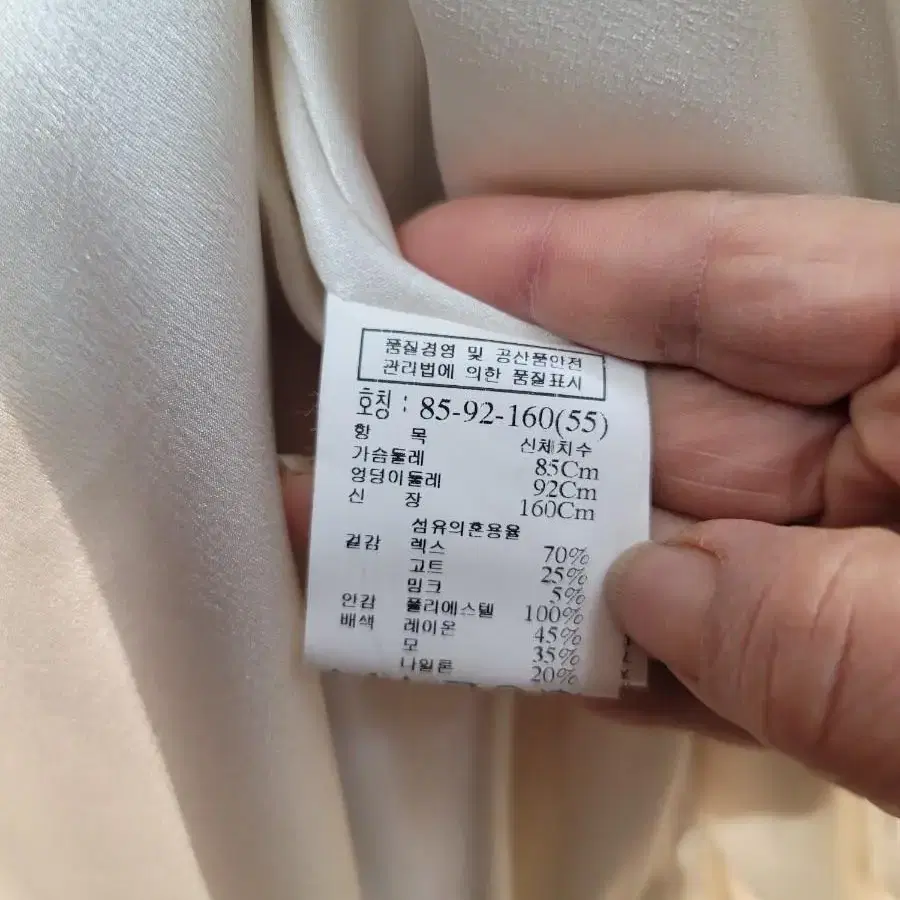 품질경영 및 공산품안전
관리법에 의한 품질표시
호칭 : 85-92-160(55)
항 목 신체치수
가슴둘레 85Cm
엉덩이둘레 92Cm
신 장 160Cm
섬유의혼용율
겉감 렉스 70%
고트 25%
밍크 5%
안감 폴리에스텔 100%
배색 레이온 45%
모 35%
나일론 20%